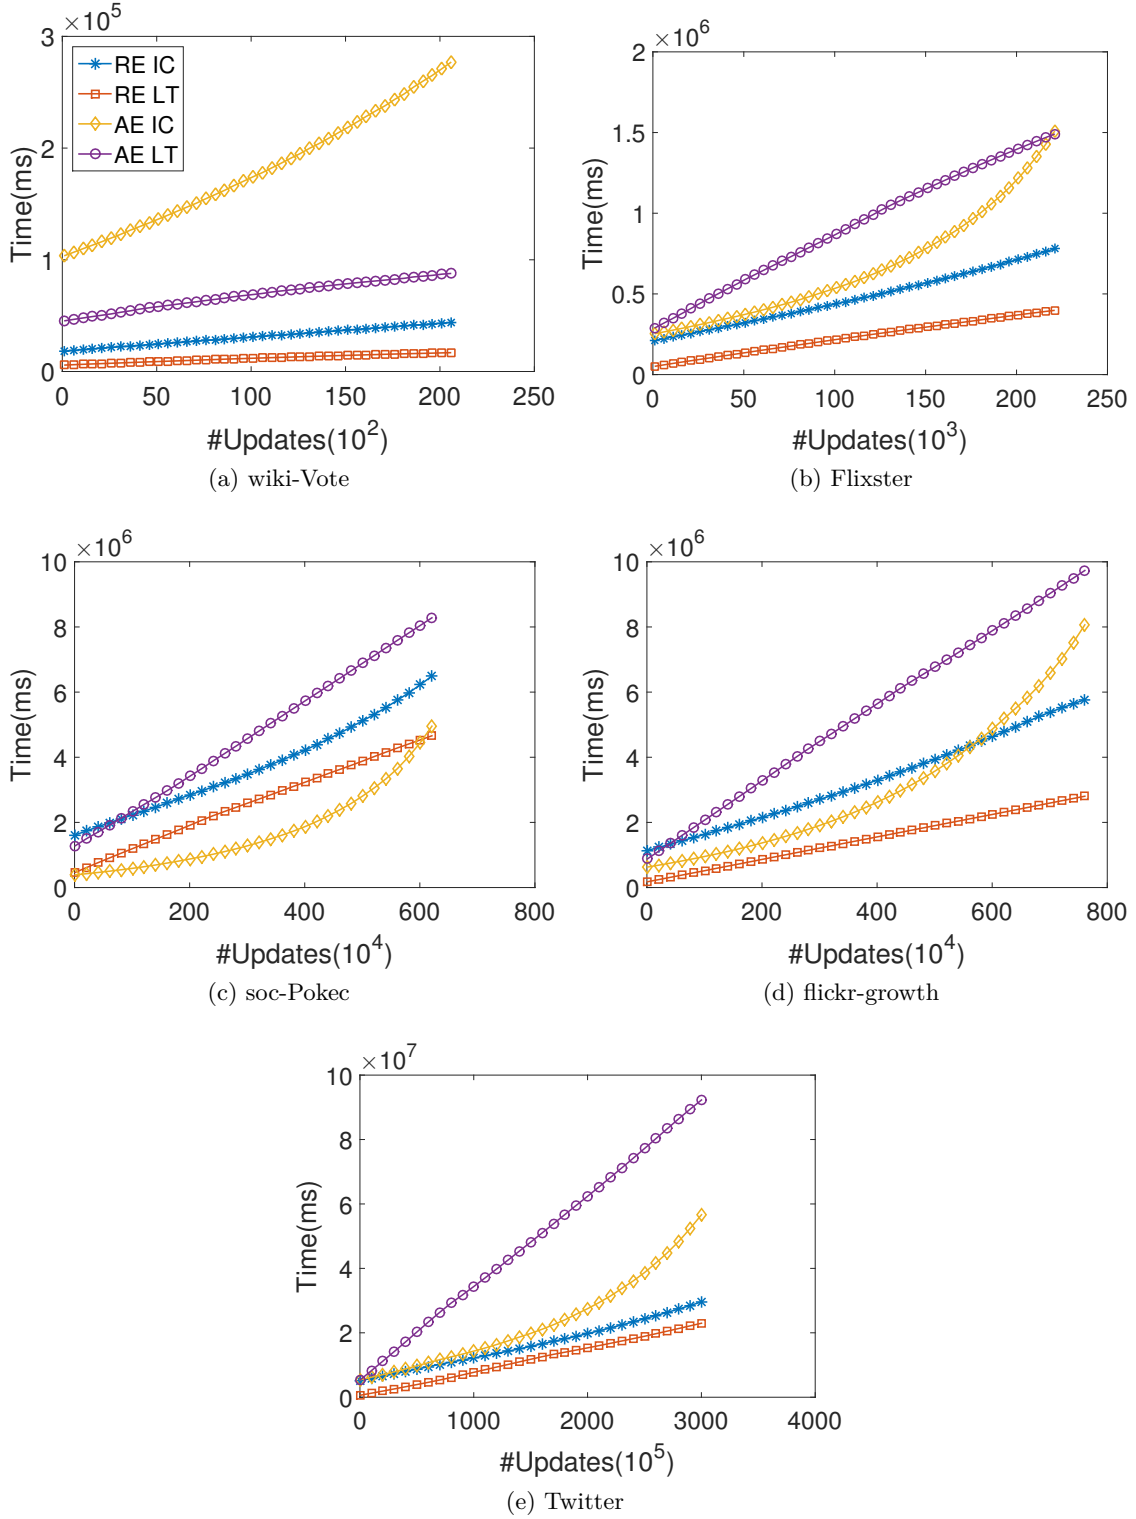 ×10^5
3
2
1
0
Time(ms)
RE IC
RE LT
AE IC
AE LT
0 50 100 150 200 250
#Updates(10^2)
(a) wiki-Vote
×10^6
2
1.5
1
0.5
0
Time(ms)
0 50 100 150 200 250
#Updates(10^3)
(b) Flixster
×10^6
10
8
6
4
2
0
Time(ms)
0 200 400 600 800
#Updates(10^4)
(c) soc-Pokec
×10^6
10
8
6
4
2
0
Time(ms)
0 200 400 600 800
#Updates(10^4)
(d) flickr-growth
×10^7
10
8
6
4
2
0
Time(ms)
0 1000 2000 3000 4000
#Updates(10^5)
(e) Twitter